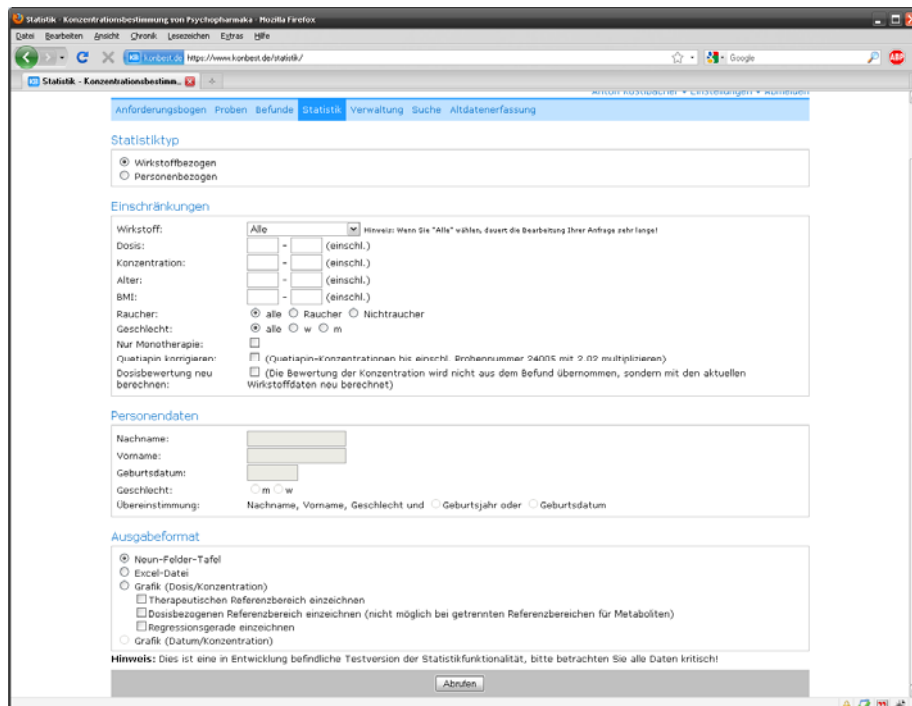 Statistik - Konzentrationsbestimmung von Psychopharmaka - Mozilla Firefox
Datei Bearbeiten Ansicht Chronik Lesezeichen Extras Hilfe
konbest.de https://www.konbest.de/statistik/ Google ABP
KB Statistik - Konzentrationsbestimm...
Einstellungen • Abmelden
Anforderungsbogen Proben Befunde Statistik Verwaltung Suche Altdatenerfassung
Statistiktyp
Wirkstoffbezogen
Personenbezogen
Einschränkungen
Wirkstoff: Alle Hinweis: Wenn Sie "Alle" wählen, dauert die Bearbeitung Ihrer Anfrage sehr lange!
Dosis: - (einschl.)
Konzentration: - (einschl.)
Alter: - (einschl.)
BMI: - (einschl.)
Raucher: alle Raucher Nichtraucher
Geschlecht: alle w m
Nur Monotherapie:
Quetiapin korrigieren: (Quetiapin-Konzentrationen bis einschl. Probennummer 24005 mit 2.02 multiplizieren)
Dosisbewertung neu (Die Bewertung der Konzentration wird nicht aus dem Befund übernommen, sondern mit den aktuellen
berechnen: Wirkstoffdaten neu berechnet)
Personendaten
Nachname:
Vorname:
Geburtsdatum:
Geschlecht: m w
Übereinstimmung: Nachname, Vorname, Geschlecht und Geburtsjahr oder Geburtsdatum
Ausgabeformat
Neun-Felder-Tafel
Excel-Datei
Grafik (Dosis/Konzentration)
Therapeutischen Referenzbereich einzeichnen
Dosisbezogenen Referenzbereich einzeichnen (nicht möglich bei getrennten Referenzbereichen für Metaboliten)
Regressionsgerade einzeichnen
Grafik (Datum/Konzentration)
Hinweis: Dies ist eine in Entwicklung befindliche Testversion der Statistikfunktionalität, bitte betrachten Sie alle Daten kritisch!
Abrufen